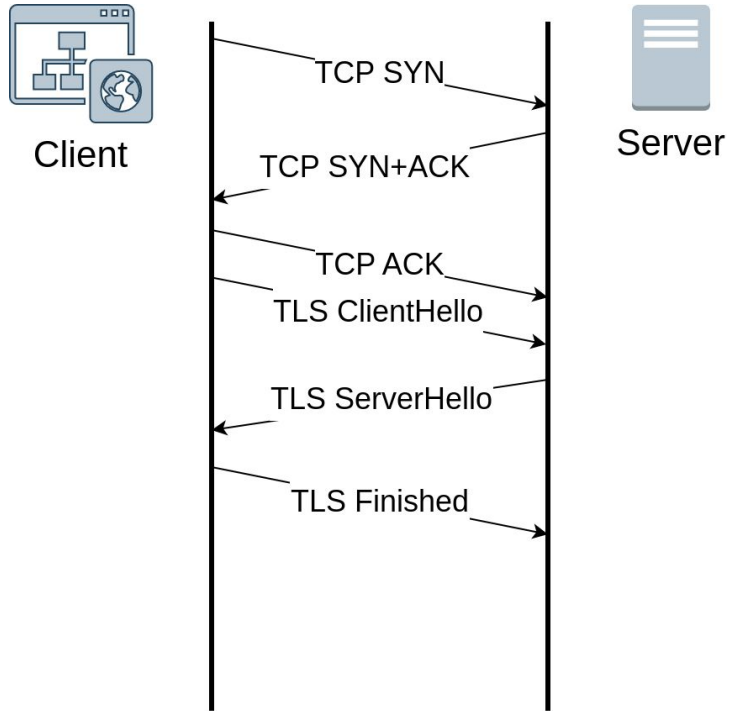 Client
Server
TCP SYN
TCP SYN+ACK
TCP ACK
TLS ClientHello
TLS ServerHello
TLS Finished